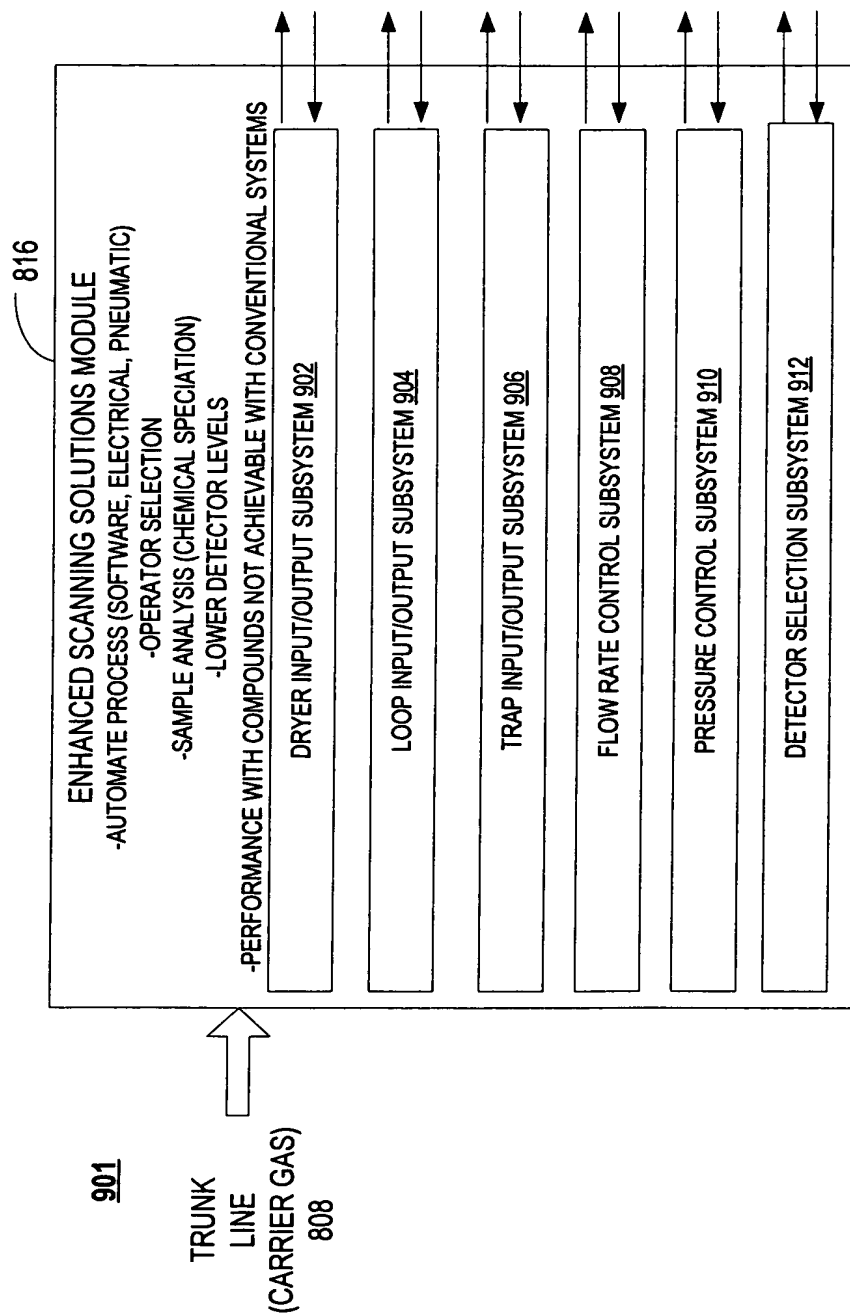 901
TRUNK
LINE
(CARRIER GAS)
808
816
ENHANCED SCANNING SOLUTIONS MODULE
-AUTOMATE PROCESS (SOFTWARE, ELECTRICAL, PNEUMATIC)
-OPERATOR SELECTION
-SAMPLE ANALYSIS (CHEMICAL SPECIATION)
-LOWER DETECTOR LEVELS
-PERFORMANCE WITH COMPOUNDS NOT ACHIEVABLE WITH CONVENTIONAL SYSTEMS
DRYER INPUT/OUTPUT SUBSYSTEM 902
LOOP INPUT/OUTPUT SUBSYSTEM 904
TRAP INPUT/OUTPUT SUBSYSTEM 906
FLOW RATE CONTROL SUBSYSTEM 908
PRESSURE CONTROL SUBSYSTEM 910
DETECTOR SELECTION SUBSYSTEM 912